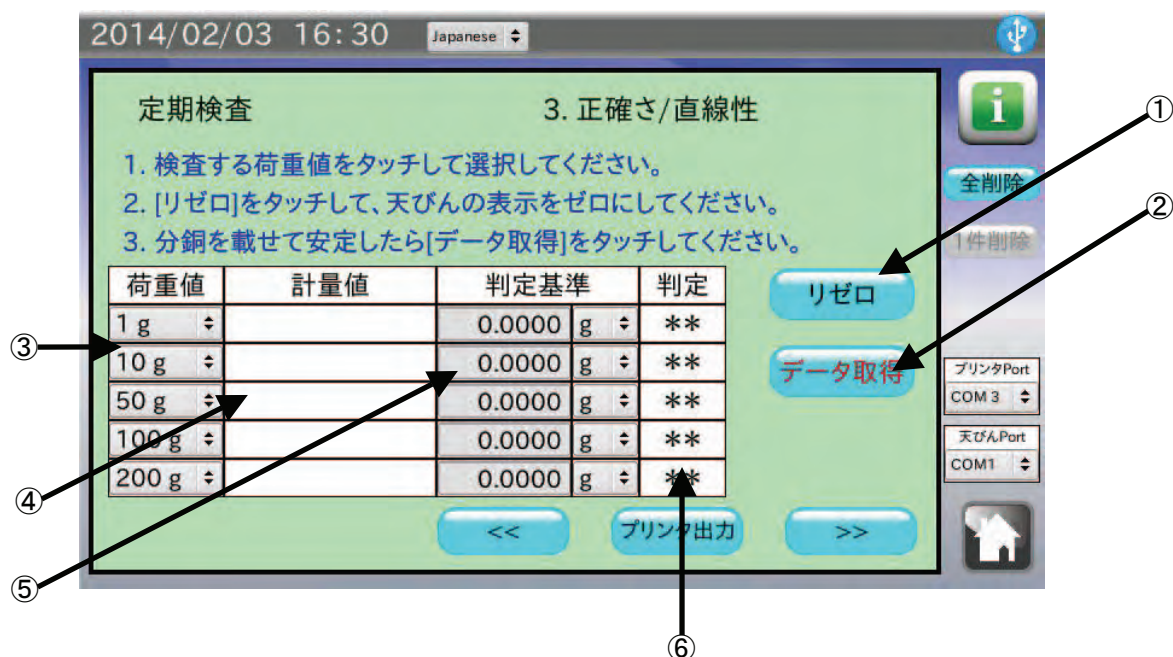 2014/02/03 16:30 Japanese
定期検査 3. 正確さ/直線性
1. 検査する荷重値をタッチして選択してください。
2. [リゼロ]をタッチして、天びんの表示をゼロにしてください。
3. 分銅を載せて安定したら[データ取得]をタッチしてください。
荷重値 計量値 判定基準 判定
1 g 0.0000 g **
10 g 0.0000 g **
50 g 0.0000 g **
100 g 0.0000 g **
200 g 0.0000 g **
リゼロ
データ取得
<< プリンタ出力 >>
i
全削除
1件削除
プリンタPort
COM 3
天びんPort
COM1
①
②
③
④
⑤
⑥